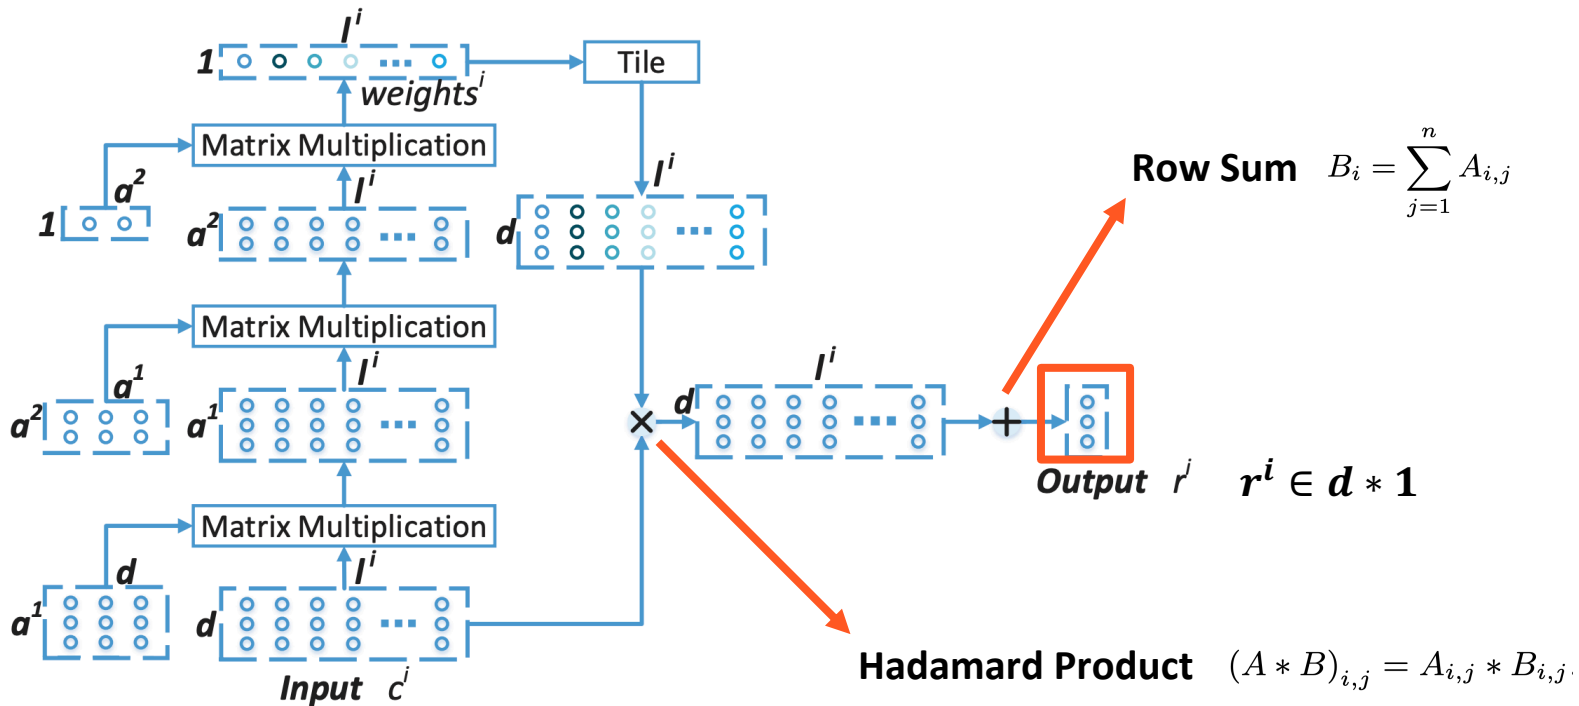 l^i
1
Tile
weights^i
Matrix Multiplication
a^2
1
l^i
a^2
l^i
d
Row Sum B_i = \sum_{j=1}^{n} A_{i,j}
Matrix Multiplication
a^1
a^2
l^i
a^1
l^i
d
×
+
Output r^i r^i ∈ d * 1
Matrix Multiplication
d
a^1
l^i
d
Input c^i
Hadamard Product (A * B)_{i,j} = A_{i,j} * B_{i,j}.